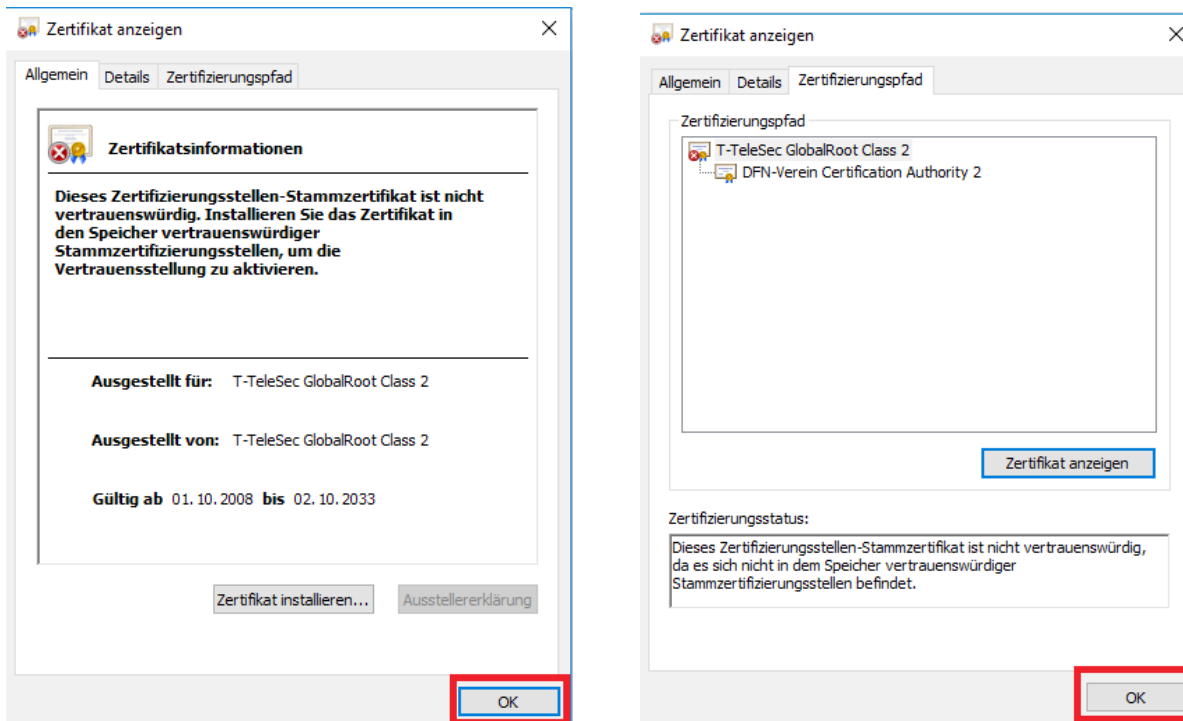 Zertifikat anzeigen
Allgemein Details Zertifizierungspfad
Zertifikatsinformationen
Dieses Zertifizierungsstellen-Stammzertifikat ist nicht
vertrauenswürdig. Installieren Sie das Zertifikat in
den Speicher vertrauenswürdiger
Stammzertifizierungsstellen, um die
Vertrauensstellung zu aktivieren.
Ausgestellt für: T-TeleSec GlobalRoot Class 2
Ausgestellt von: T-TeleSec GlobalRoot Class 2
Gültig ab 01.10.2008 bis 02.10.2033
Zertifikat installieren... Ausstellererklärung
OK
Zertifikat anzeigen
Allgemein Details Zertifizierungspfad
Zertifizierungspfad
T-TeleSec GlobalRoot Class 2
DFN-Verein Certification Authority 2
Zertifikat anzeigen
Zertifizierungsstatus:
Dieses Zertifizierungsstellen-Stammzertifikat ist nicht vertrauenswürdig,
da es sich nicht in dem Speicher vertrauenswürdiger
Stammzertifizierungsstellen befindet.
OK